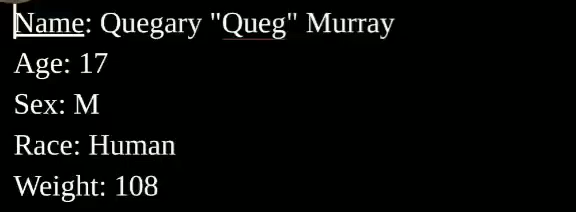 Name: Quegary "Queg" Murray
Age: 17
Sex: M
Race: Human
Weight: 108